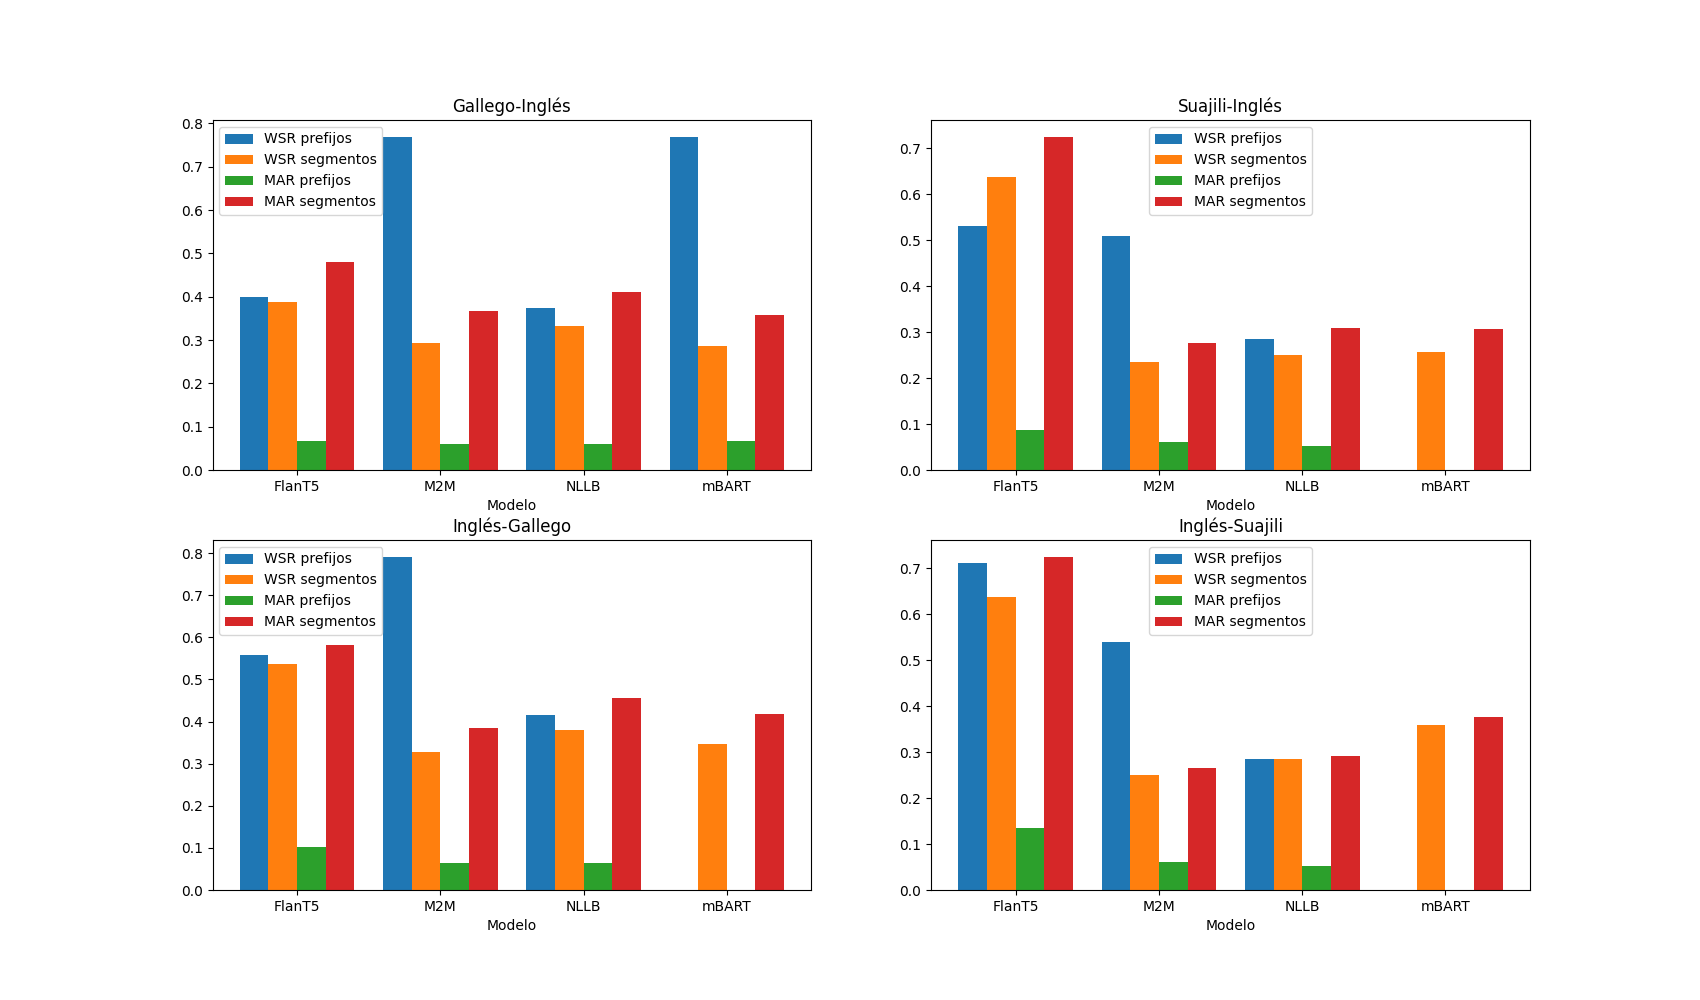 Gallego-Inglés
WSR prefijos
WSR segmentos
MAR prefijos
MAR segmentos
0.8
0.7
0.6
0.5
0.4
0.3
0.2
0.1
0.0
FlanT5 M2M NLLB mBART
Modelo
Suajili-Inglés
WSR prefijos
WSR segmentos
MAR prefijos
MAR segmentos
0.7
0.6
0.5
0.4
0.3
0.2
0.1
0.0
FlanT5 M2M NLLB mBART
Modelo
Inglés-Gallego
WSR prefijos
WSR segmentos
MAR prefijos
MAR segmentos
0.8
0.7
0.6
0.5
0.4
0.3
0.2
0.1
0.0
FlanT5 M2M NLLB mBART
Modelo
Inglés-Suajili
WSR prefijos
WSR segmentos
MAR prefijos
MAR segmentos
0.7
0.6
0.5
0.4
0.3
0.2
0.1
0.0
FlanT5 M2M NLLB mBART
Modelo